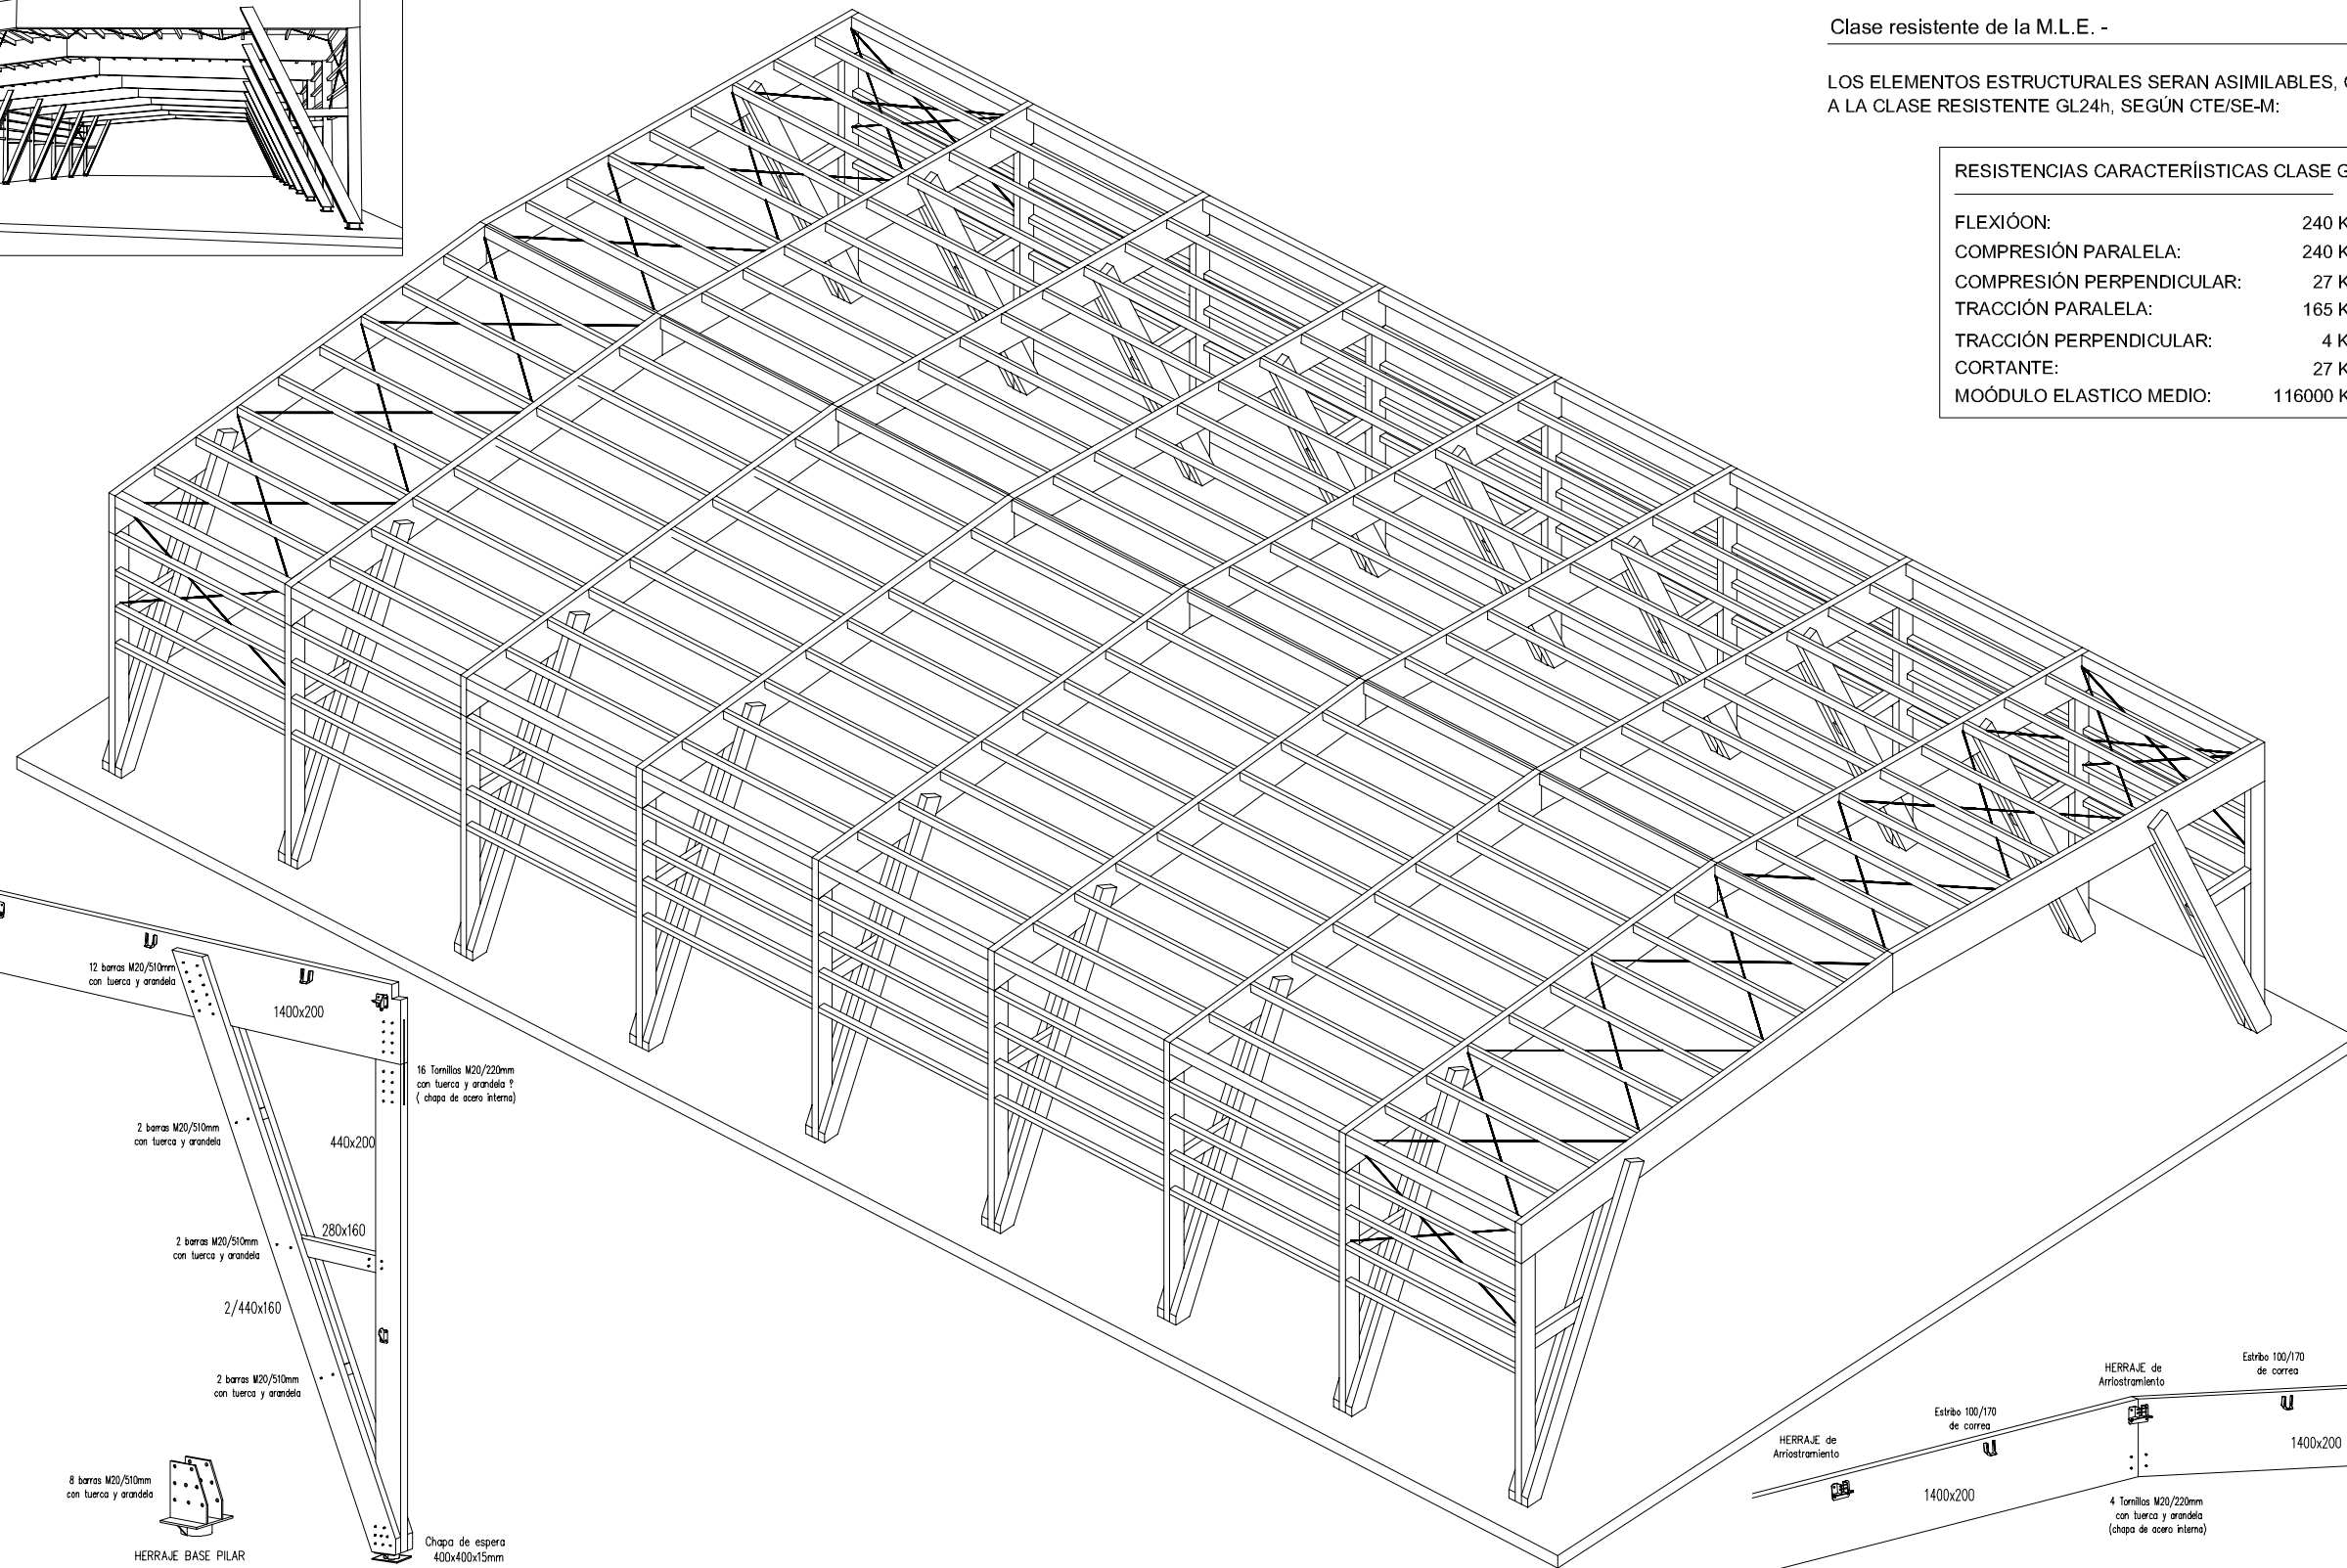 Clase resistente de la M.L.E. -
LOS ELEMENTOS ESTRUCTURALES SERAN ASIMILABLES,
A LA CLASE RESISTENTE GL24h, SEGÚN CTE/SE-M:
RESISTENCIAS CARACTERÍISTICAS CLASE G
FLEXIÓON: 240 K
COMPRESIÓN PARALELA: 240 K
COMPRESIÓN PERPENDICULAR: 27 K
TRACCIÓN PARALELA: 165 K
TRACCIÓN PERPENDICULAR: 4 K
CORTANTE: 27 K
MOÓDULO ELASTICO MEDIO: 116000 K
12 barras M20/510mm
con tuerca y arandela
1400x200
16 Tornillos M20/220mm
con tuerca y arandela ?
( chapa de acero interna)
2 barras M20/510mm
con tuerca y arandela
440x200
280x160
2 barras M20/510mm
con tuerca y arandela
2/440x160
2 barras M20/510mm
con tuerca y arandela
8 barras M20/510mm
con tuerca y arandela
HERRAJE BASE PILAR
Chapa de espera
400x400x15mm
HERRAJE de
Arriostramiento
Estribo 100/170
de correa
HERRAJE de
Arriostramiento
Estribo 100/170
de correa
1400x200
1400x200
4 Tornillos M20/220mm
con tuerca y arandela
(chapa de acero interna)